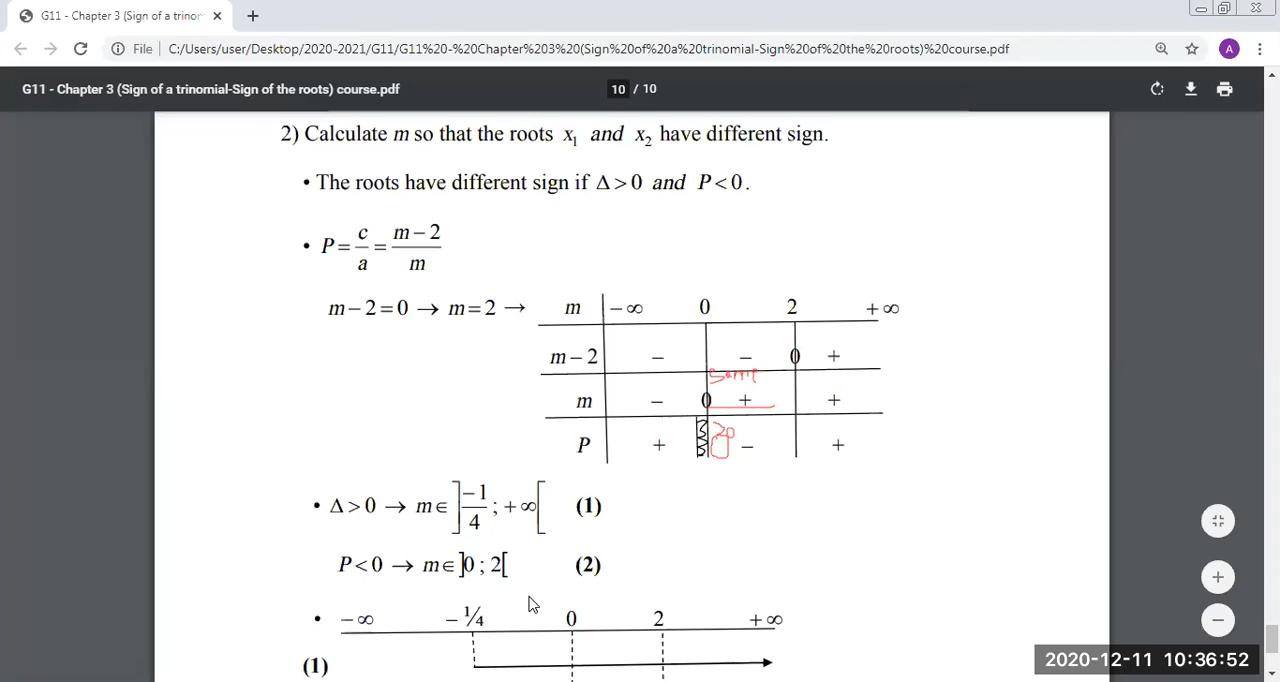 G11 - Chapter 3 (Sign of a trinor
File C:/Users/user/Desktop/2020-2021/G11/G11%20-%20Chapter%203%20(Sign%20of%20a%20trinomial-Sign%20of%20the%20roots)%20course.pdf
A
G11 - Chapter 3 (Sign of a trinomial-Sign of the roots) course.pdf
10 / 10
2) Calculate m so that the roots x₁ and x₂ have different sign.
• The roots have different sign if Δ>0 and P<0.
• P = c/a = (m−2)/m
m−2=0 → m=2 →
m −∞ 0 2 +∞
m−2 − − 0 +
m − 0 + +
P + − +
• Δ>0 → m∈ ]−1/4 ; +∞[ (1)
P<0 → m∈]0 ; 2[ (2)
• −∞ −¼ 0 2 +∞
(1)
2020-12-11 10:36:52